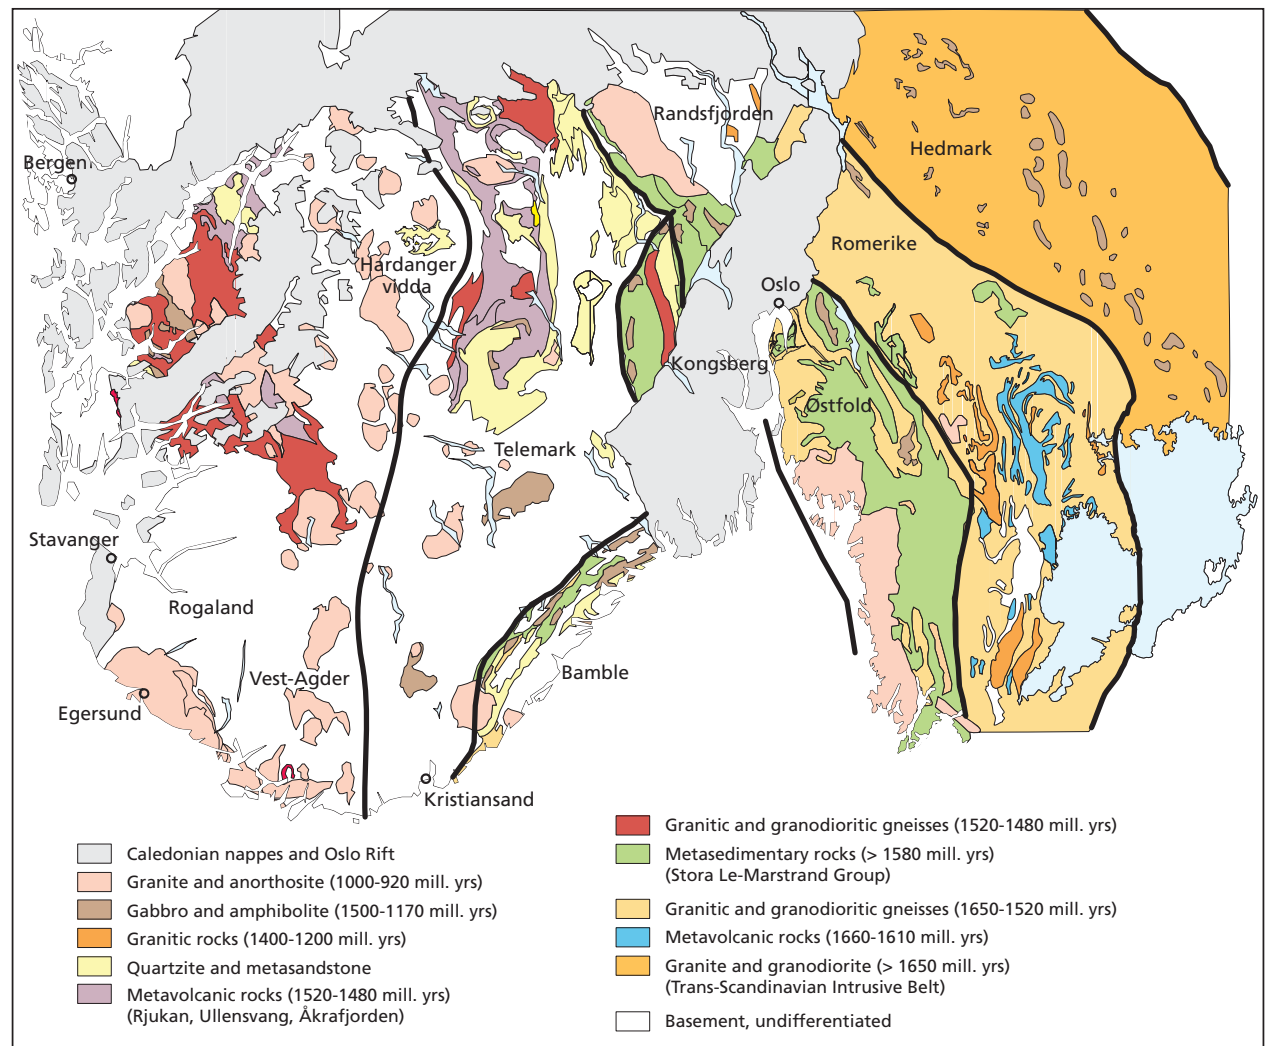 Bergen
Randsfjorden
Hedmark
Romerike
Hardanger
vidda
Oslo
Kongsberg
Østfold
Telemark
Stavanger
Rogaland
Vest-Agder
Bamble
Egersund
Kristiansand
Caledonian nappes and Oslo Rift
Granite and anorthosite (1000-920 mill. yrs)
Gabbro and amphibolite (1500-1170 mill. yrs)
Granitic rocks (1400-1200 mill. yrs)
Quartzite and metasandstone
Metavolcanic rocks (1520-1480 mill. yrs)
(Rjukan, Ullensvang, Åkrafjorden)
Granitic and granodioritic gneisses (1520-1480 mill. yrs)
Metasedimentary rocks (> 1580 mill. yrs)
(Stora Le-Marstrand Group)
Granitic and granodioritic gneisses (1650-1520 mill. yrs)
Metavolcanic rocks (1660-1610 mill. yrs)
Granite and granodiorite (> 1650 mill. yrs)
(Trans-Scandinavian Intrusive Belt)
Basement, undifferentiated